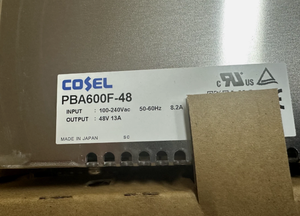 COSEL
PBA600F-48
INPUT : 100-240Vac 50-60Hz 8.2A
OUTPUT : 48V 13A
MADE IN JAPAN